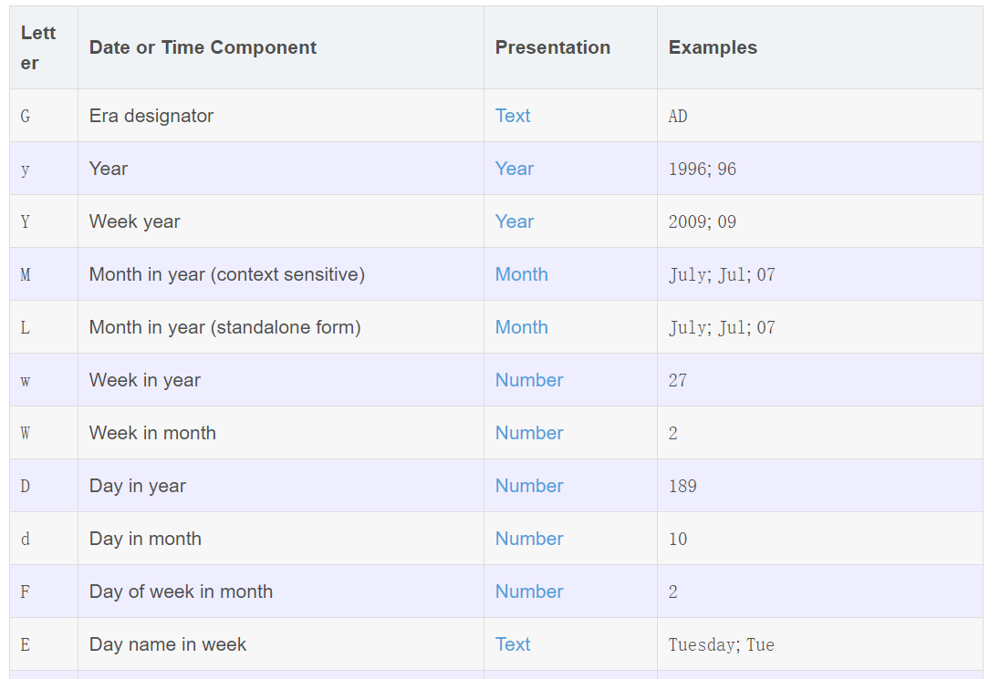 Lett
er Date or Time Component Presentation Examples
G Era designator Text AD
y Year Year 1996; 96
Y Week year Year 2009; 09
M Month in year (context sensitive) Month July; Jul; 07
L Month in year (standalone form) Month July; Jul; 07
w Week in year Number 27
W Week in month Number 2
D Day in year Number 189
d Day in month Number 10
F Day of week in month Number 2
E Day name in week Text Tuesday; Tue